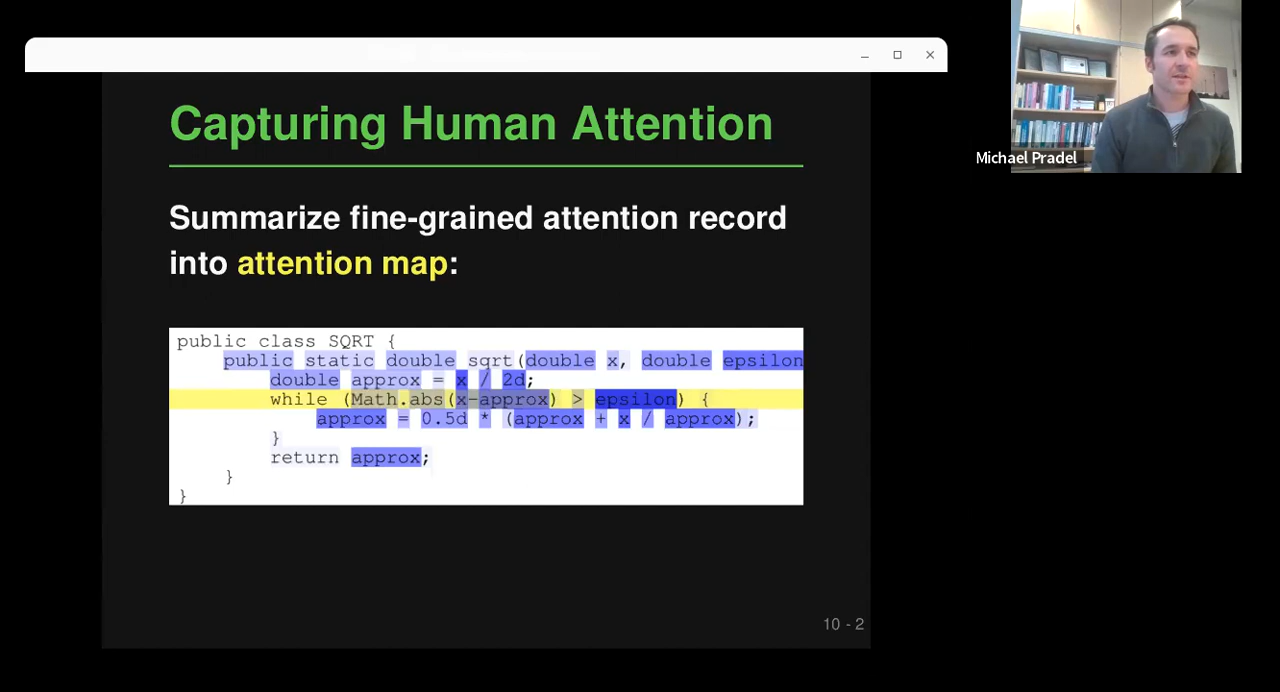 Capturing Human Attention
Summarize fine-grained attention record
into attention map:
public class SQRT {
public static double sqrt(double x, double epsilon
double approx = x / 2d;
while (Math.abs(x-approx) > epsilon) {
approx = 0.5d * (approx + x / approx);
}
return approx;
}
}
10 - 2
Michael Pradel